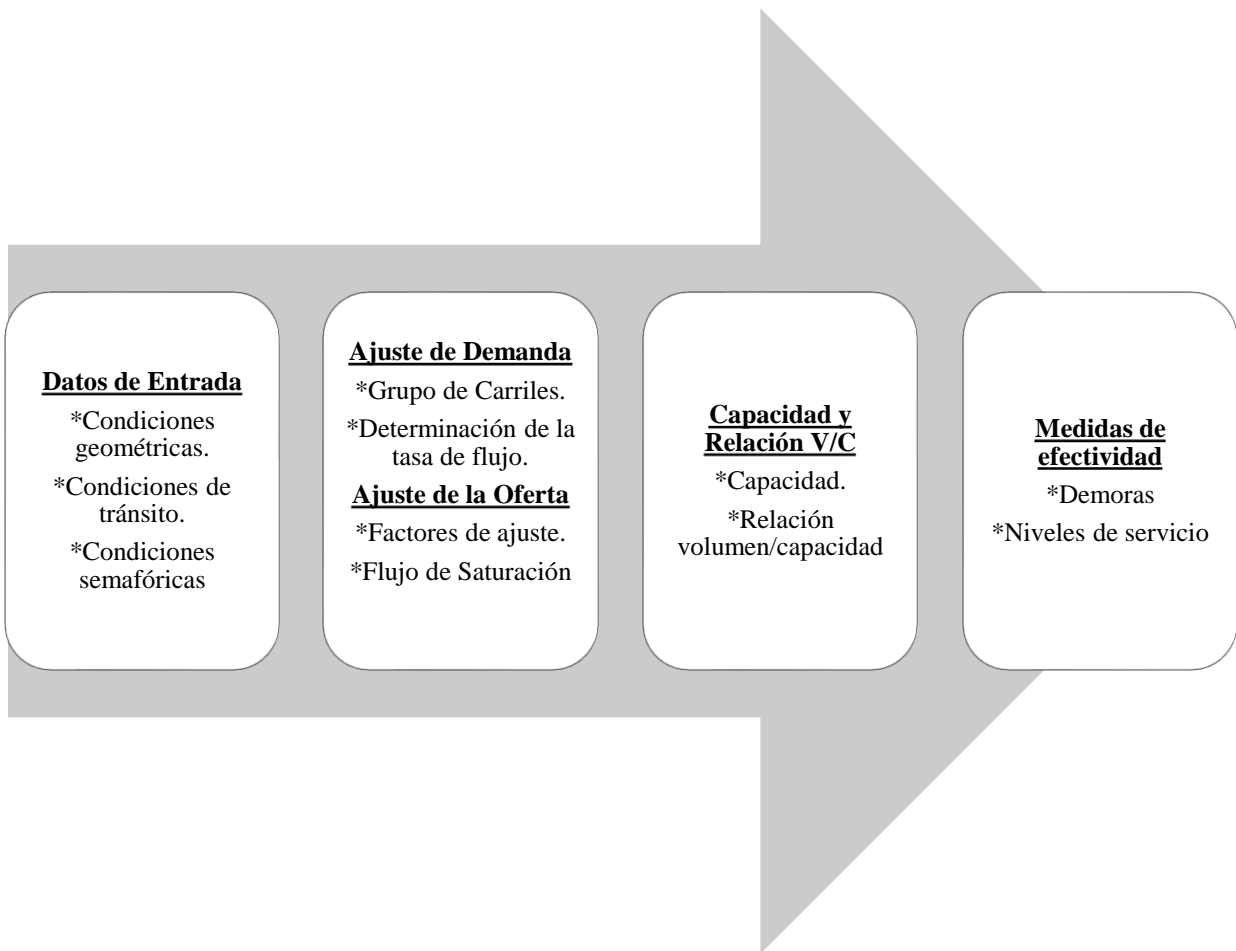 Datos de Entrada
*Condiciones
geométricas.
*Condiciones de
tránsito.
*Condiciones
semafóricas
Ajuste de Demanda
*Grupo de Carriles.
*Determinación de la
tasa de flujo.
Ajuste de la Oferta
*Factores de ajuste.
*Flujo de Saturación
Capacidad y
Relación V/C
*Capacidad.
*Relación
volumen/capacidad
Medidas de
efectividad
*Demoras
*Niveles de servicio